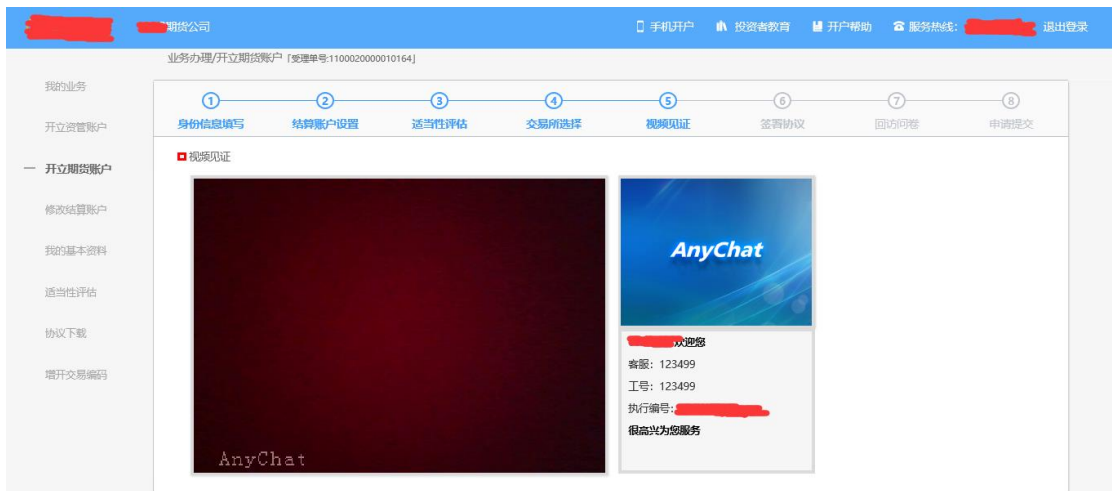 期货公司
手机开户 投资者教育 开户帮助 服务热线: 退出登录
业务办理/开立期货账户「受理单号:1100020000010164」
我的业务
开立资管账户
一 开立期货账户
修改结算账户
我的基本资料
适当性评估
协议下载
增开交易编码
① ② ③ ④ ⑤ ⑥ ⑦ ⑧
身份信息填写 结算账户设置 适当性评估 交易所选择 视频见证 签署协议 回访问卷 申请提交
视频见证
AnyChat
AnyChat
欢迎您
客服: 123499
工号: 123499
执行编号:
很高兴为您服务